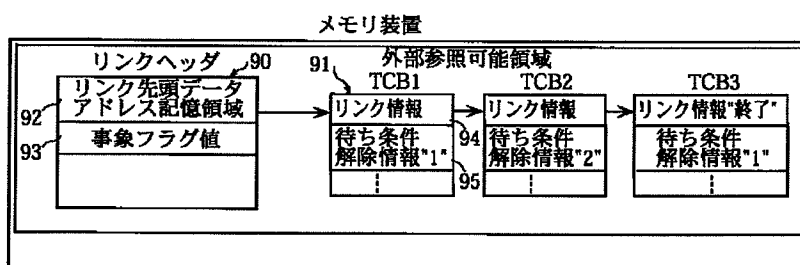 メモリ装置
外部参照可能領域
リンクヘッダ
90
リンク先頭データ
アドレス記憶領域
92
事象フラグ値
93
91
TCB1
リンク情報
94
待ち条件
解除情報"1"
95
TCB2
リンク情報
待ち条件
解除情報"2"
TCB3
リンク情報"終了"
待ち条件
解除情報"1"